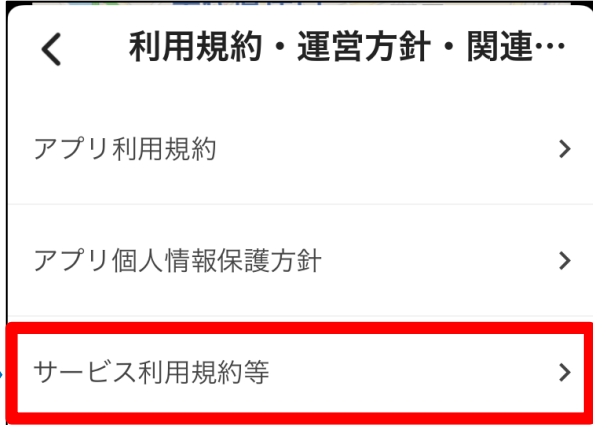 利用規約・運営方針・関連…
アプリ利用規約
アプリ個人情報保護方針
サービス利用規約等